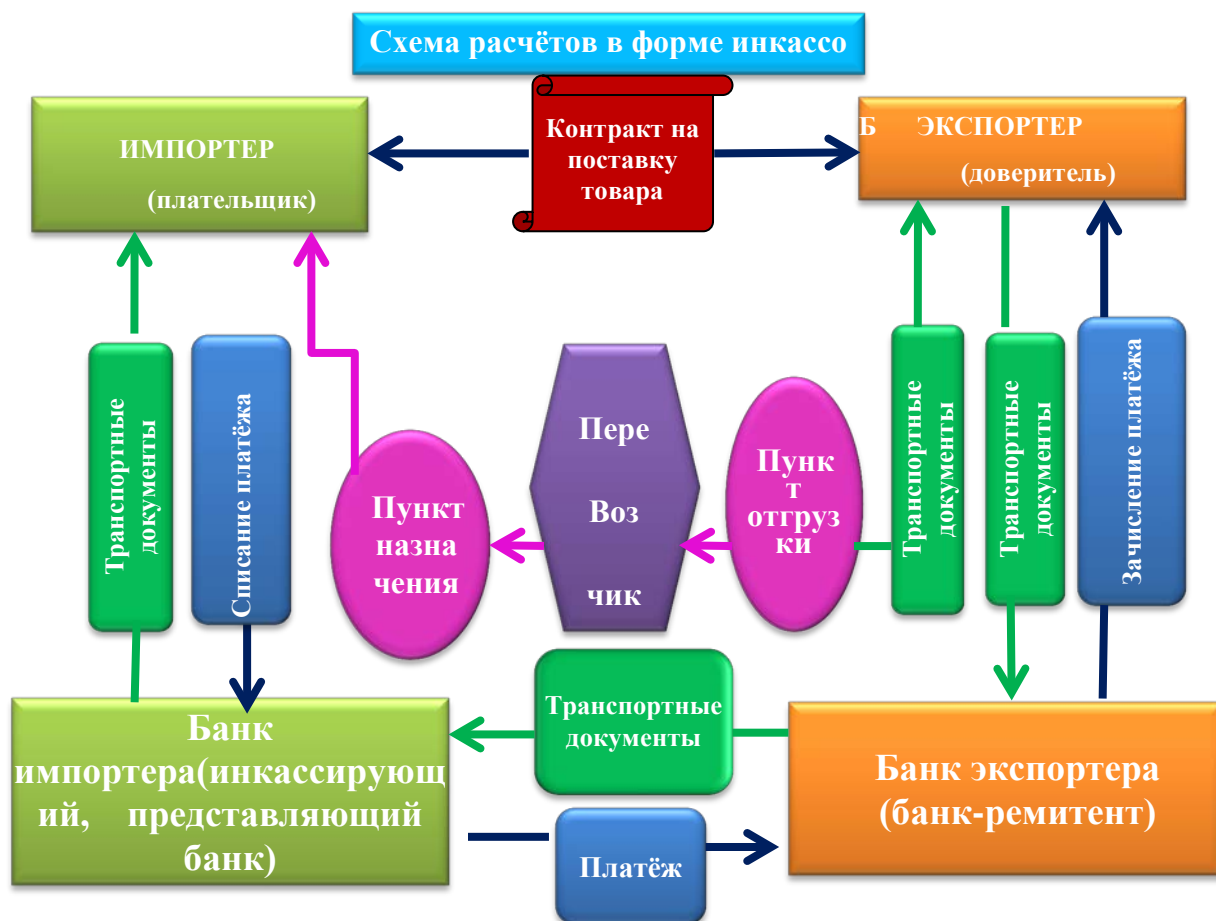 Схема расчётов в форме инкассо
Контракт на
поставку
товара
ИМПОРТЕР
(плательщик)
Б ЭКСПОРТЕР
(доверитель)
Транспортные
документы
Списание платёжа
Пункт
назна
чения
Пере
Воз
чик
Пунк
т
отгруз
ки
Транспортные
документы
Транспортные
документы
Зачисление платёжа
Транспортные
документы
Банк
импортера(инкассирующ
ий, представляющий
банк)
Банк экспортера
(банк-ремитент)
Платёж